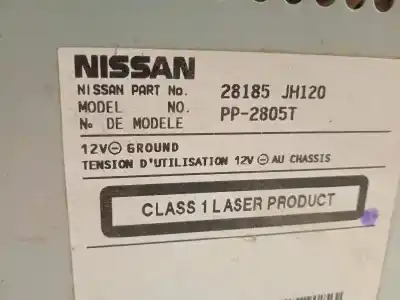 NISSAN
NISSAN PART No. 28185 JH120
MODEL NO. PP-2805T
No DE MODELE
12V⊖ GROUND
TENSION D'UTILISATION 12V⊖ AU CHASSIS
CLASS 1 LASER PRODUCT